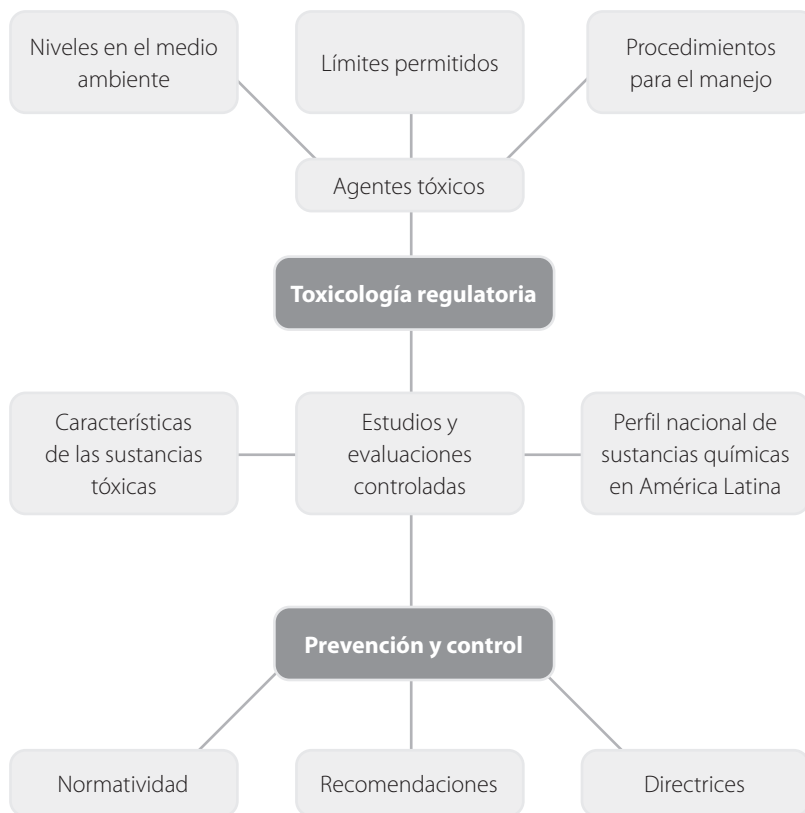 Niveles en el medio
ambiente
Límites permitidos
Procedimientos
para el manejo
Agentes tóxicos
Toxicología regulatoria
Características
de las sustancias
tóxicas
Estudios y
evaluaciones
controladas
Perfil nacional de
sustancias químicas
en América Latina
Prevención y control
Normatividad
Recomendaciones
Directrices